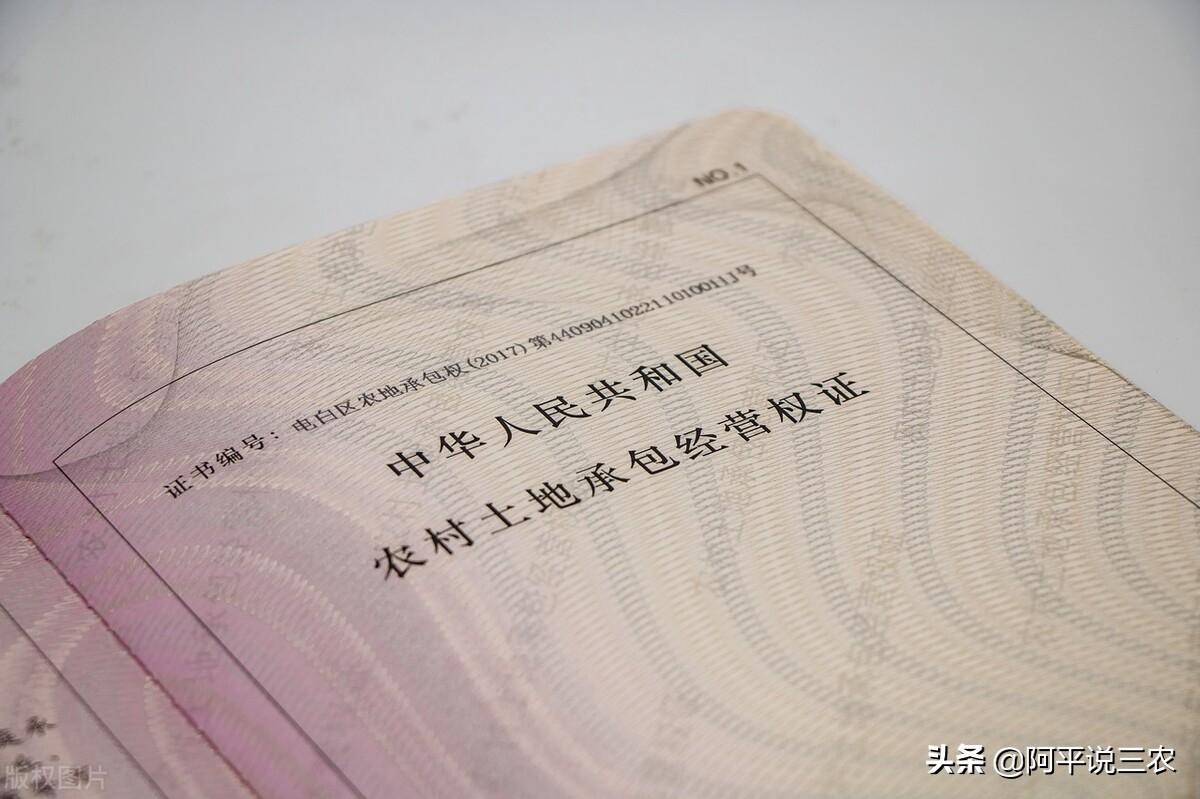 NO.1
证书编号：电白区农地承包权(2017)第440904102211010011J号
中华人民共和国
农村土地承包经营权证
版权图片
头条 @阿平说三农